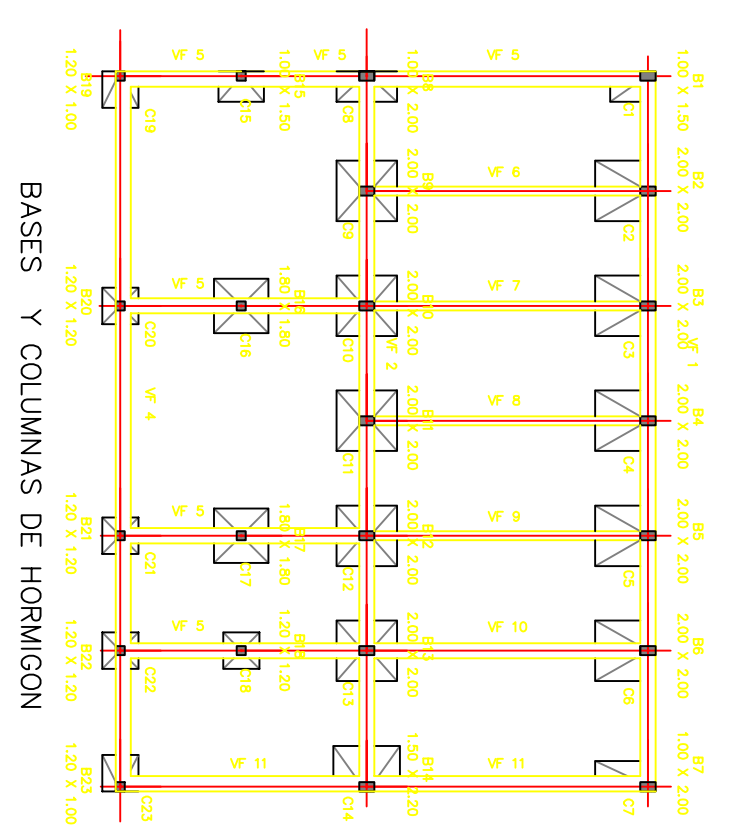 B1
1.00 X 1.50
B2
2.00 X 2.00
B3
2.00 X 2.00
VF 1
B4
2.00 X 2.00
B5
2.00 X 2.00
B6
2.00 X 2.00
B7
1.00 X 2.00
C1
C2
C3
C4
C5
C6
C7
VF 5
VF 6
VF 7
VF 8
VF 9
VF 10
VF 11
B8
1.00 X 2.00
B9
2.00 X 2.00
B10
2.00 X 2.00
VF 2
B11
2.00 X 2.00
B12
2.00 X 2.00
B13
2.00 X 2.00
B14
1.50 X 2.20
C8
C9
C10
C11
C12
C13
C14
VF 5
B15
1.00 X 1.50
B16
1.80 X 1.80
B17
1.80 X 1.80
B18
1.20 X 1.20
C15
C16
C17
C18
VF 11
VF 5
VF 5
VF 5
VF 5
C19
C20
VF 4
C21
C22
C23
B19
1.20 X 1.00
B20
1.20 X 1.20
B21
1.20 X 1.20
B22
1.20 X 1.20
B23
1.20 X 1.00
BASES Y COLUMNAS DE HORMIGON